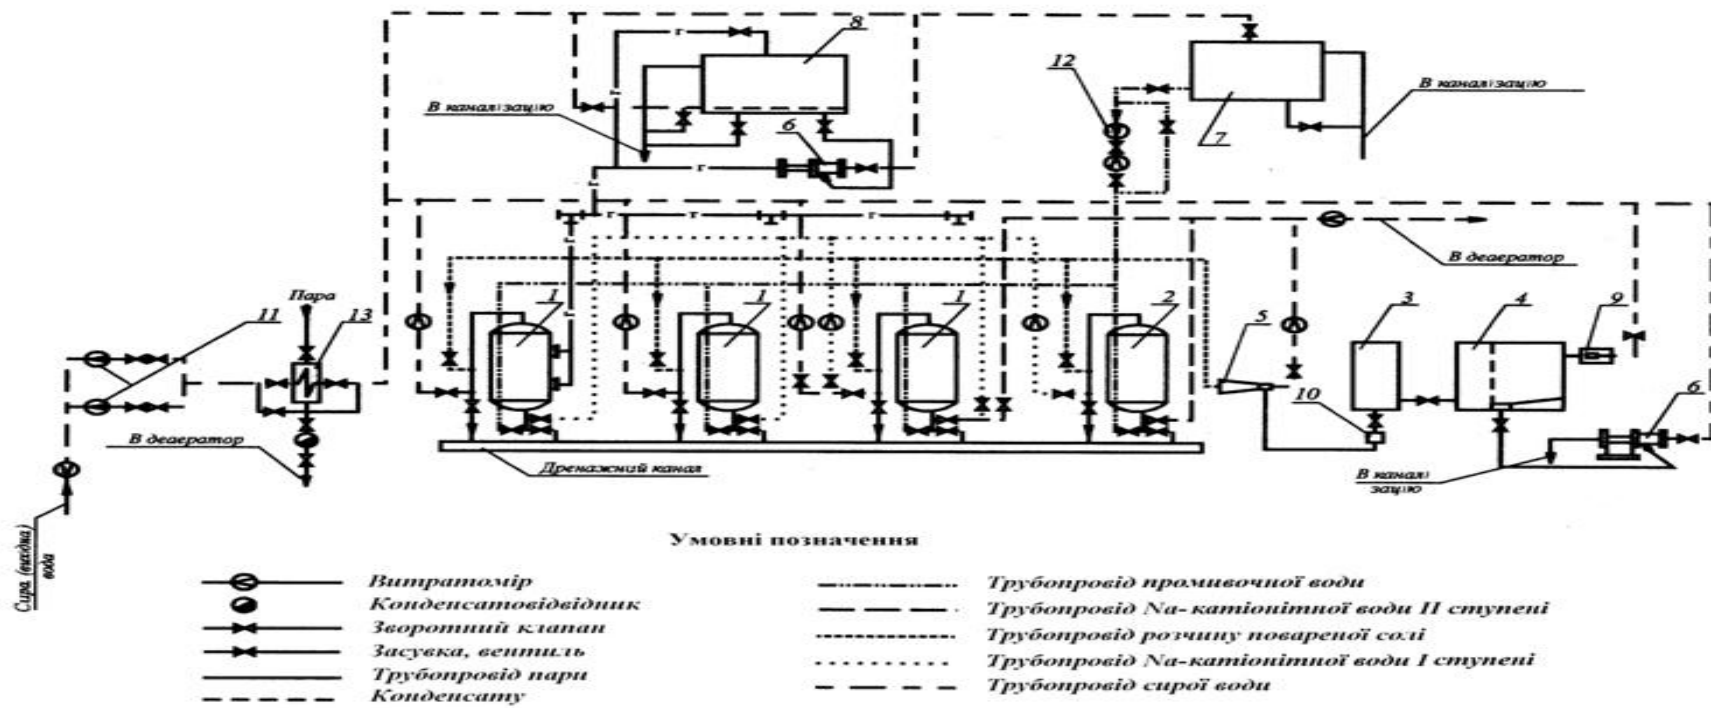 8
12
В каналізацію
В каналізацію
6
7
г
г
г
г
г
г
г
г
В деаератор
Пара
11
13
1
1
1
2
5
3
4
9
10
6
В деаератор
Дренажний канал
В каналі
зацію
Сира (вихідна)
вода
Умовні позначення
Витратомір
Конденсатовідвідник
Зворотний клапан
Засувка, вентиль
Трубопровід пари
Конденсату
Трубопровід промивочної води
Трубопровід Na-катіонітної води II ступені
Трубопровід розчину повареної солі
Трубопровід Na-катіонітної води I ступені
Трубопровід сирої води